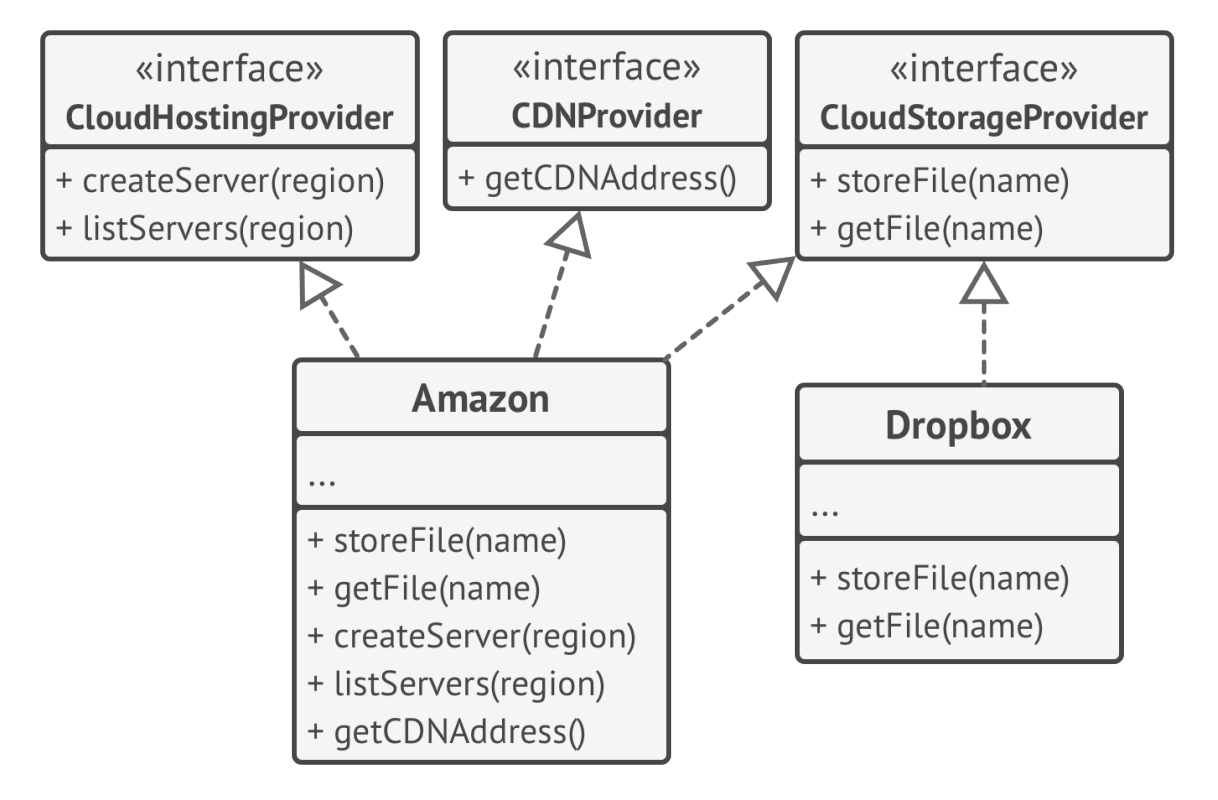 «interface»
CloudHostingProvider
+ createServer(region)
+ listServers(region)
«interface»
CDNProvider
+ getCDNAddress()
«interface»
CloudStorageProvider
+ storeFile(name)
+ getFile(name)
Amazon
...
+ storeFile(name)
+ getFile(name)
+ createServer(region)
+ listServers(region)
+ getCDNAddress()
Dropbox
...
+ storeFile(name)
+ getFile(name)